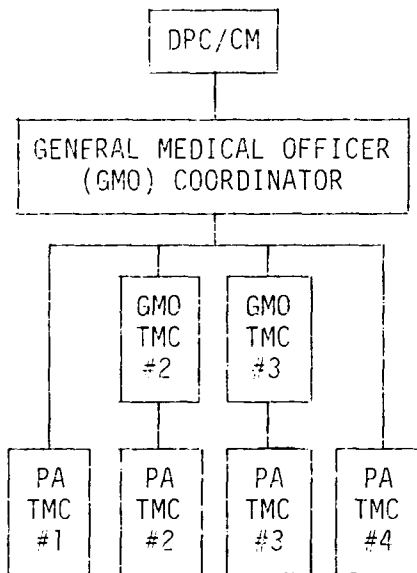 DPC/CM
GENERAL MEDICAL OFFICER
(GMO) COORDINATOR
GMO
TMC
#2
GMO
TMC
#3
PA
TMC
#1
PA
TMC
#2
PA
TMC
#3
PA
TMC
#4